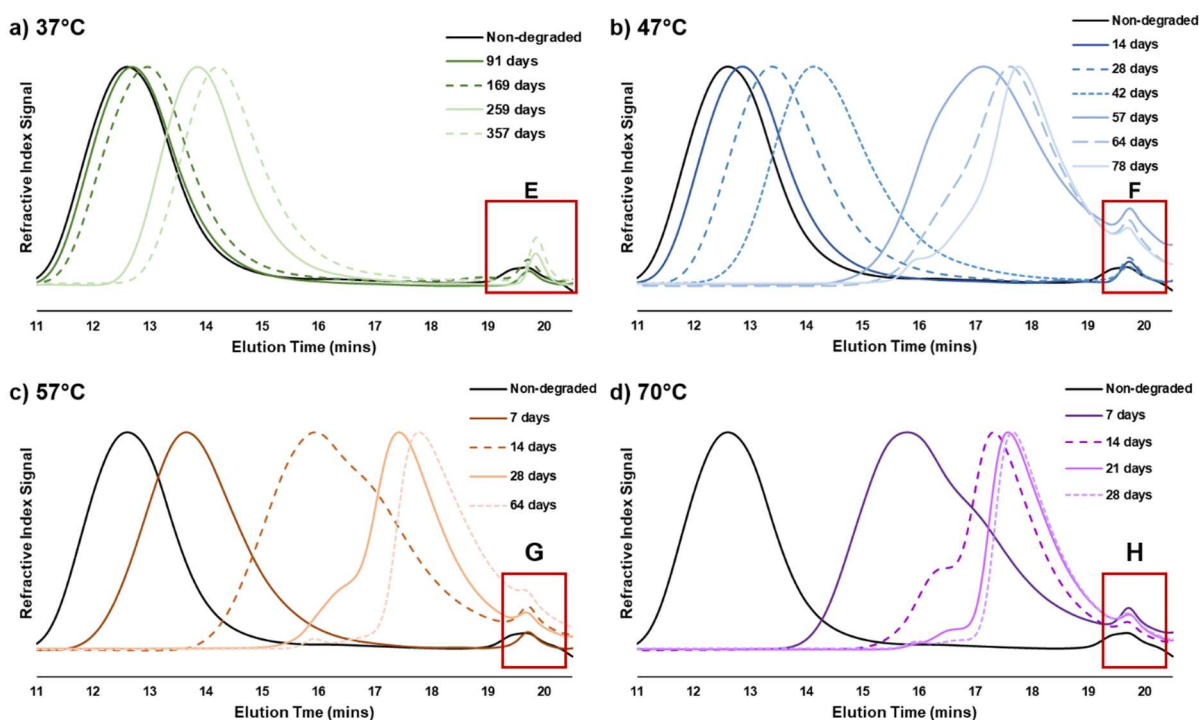 a) 37°C
Non-degraded
91 days
169 days
259 days
357 days
E
Refractive Index Signal
11 12 13 14 15 16 17 18 19 20
Elution Time (mins)
b) 47°C
Non-degraded
14 days
28 days
42 days
57 days
64 days
78 days
F
Refractive Index Signal
11 12 13 14 15 16 17 18 19 20
Elution Time (mins)
c) 57°C
Non-degraded
7 days
14 days
28 days
64 days
G
Refractive Index Signal
11 12 13 14 15 16 17 18 19 20
Elution Tme (mins)
d) 70°C
Non-degraded
7 days
14 days
21 days
28 days
H
Refractive Index Signal
11 12 13 14 15 16 17 18 19 20
Elution Time (mins)